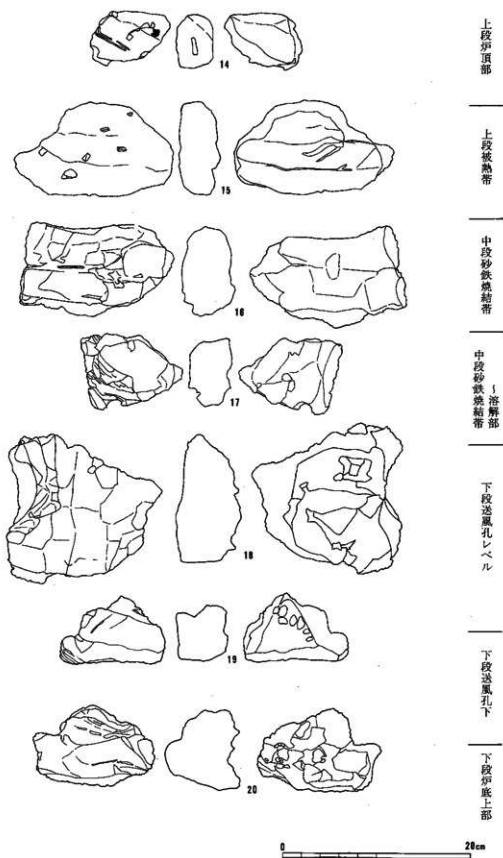 上段炉頂部
14
上段被熱帯
15
中段砂鉄焼結帯
16
中段砂鉄焼結帯
～溶解部
17
下段送風孔レベル
18
下段送風孔下
19
下段炉底上部
20
0 20cm